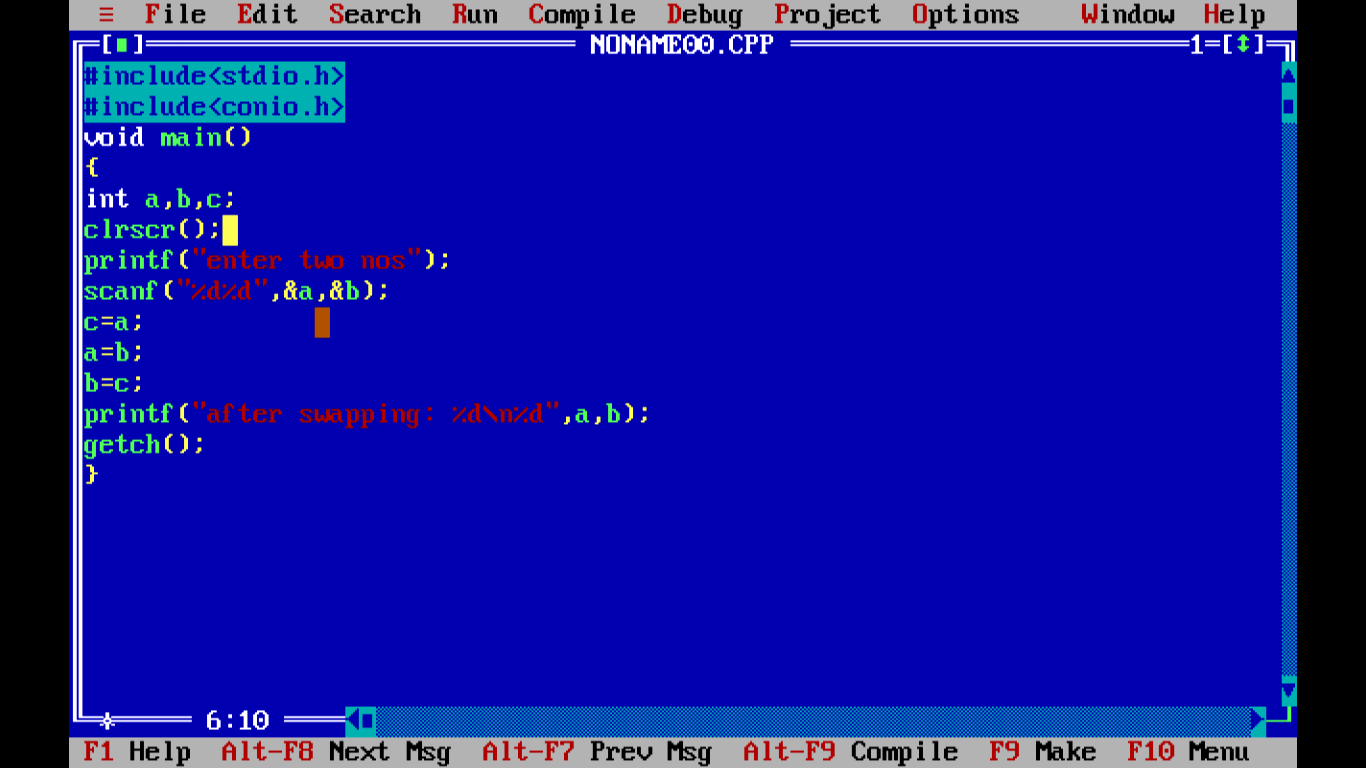 ≡ File Edit Search Run Compile Debug Project Options Window Help
[■] NONAME00.CPP 1=[↕]
#include<stdio.h>
#include<conio.h>
void main()
{
int a,b,c;
clrscr();
printf("enter two nos");
scanf("%d%d",&a,&b);
c=a;
a=b;
b=c;
printf("after swapping: %d\n%d",a,b);
getch();
}
6:10
F1 Help Alt-F8 Next Msg Alt-F7 Prev Msg Alt-F9 Compile F9 Make F10 Menu